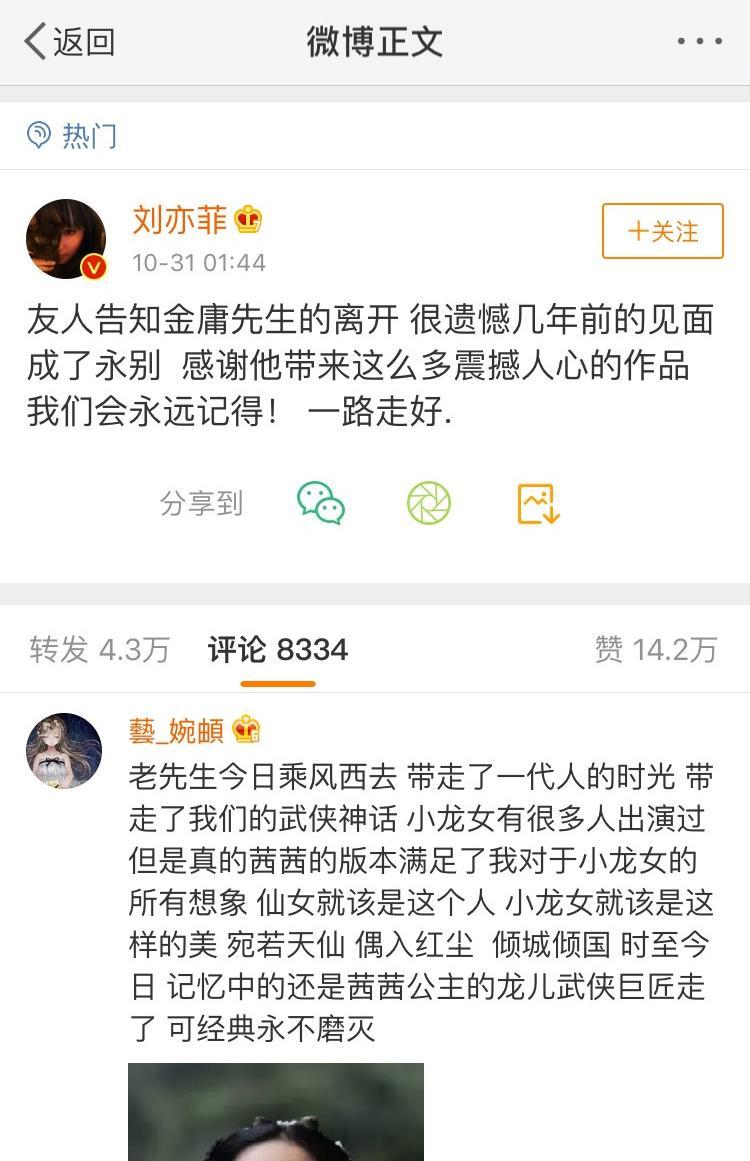 返回
微博正文
热门
刘亦菲
10-31 01:44
十关注
友人告知金庸先生的离开 很遗憾几年前的见面
成了永别 感谢他带来这么多震撼人心的作品
我们会永远记得！ 一路走好.
分享到
转发 4.3万 评论 8334 赞 14.2万
藝_婉頔
老先生今日乘风西去 带走了一代人的时光 带
走了我们的武侠神话 小龙女有很多人出演过
但是真的茜茜的版本满足了我对于小龙女的
所有想象 仙女就该是这个人 小龙女就该是这
样的美 宛若天仙 偶入红尘 倾城倾国 时至今
日 记忆中的还是茜茜公主的龙儿武侠巨匠走
了 可经典永不磨灭